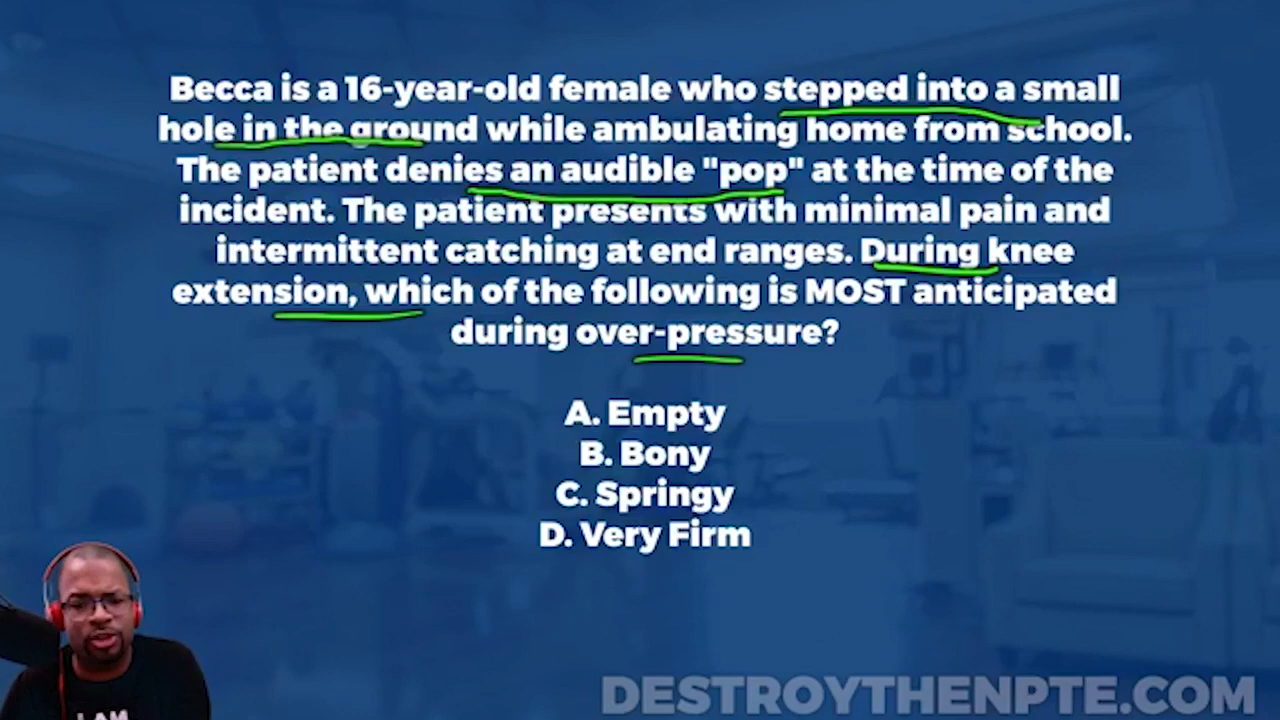 Becca is a 16-year-old female who stepped into a small
hole in the ground while ambulating home from school.
The patient denies an audible "pop" at the time of the
incident. The patient presents with minimal pain and
intermittent catching at end ranges. During knee
extension, which of the following is MOST anticipated
during over-pressure?
A. Empty
B. Bony
C. Springy
D. Very Firm
I AM
DESTROYTHENPTE.COM